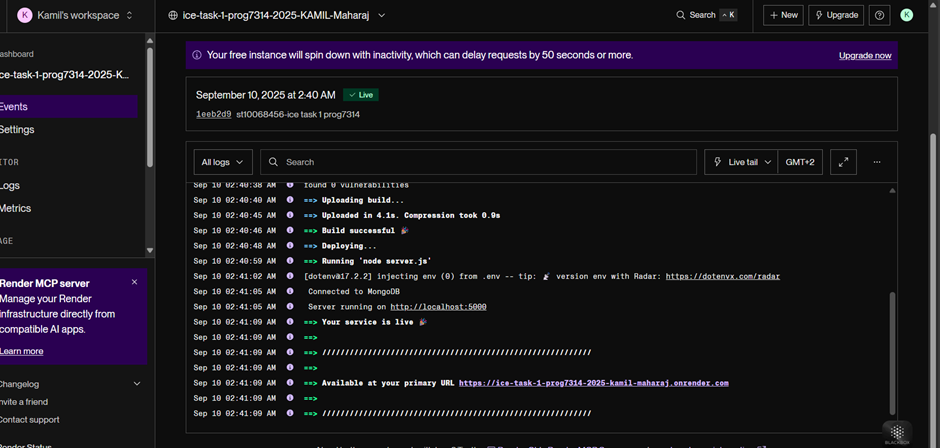 K Kamil's workspace
ice-task-1-prog7314-2025-KAMIL-Maharaj
Search K
+ New
Upgrade
K
ashboard
ce-task-1-prog7314-2025-K...
Events
Settings
ITOR
Logs
Metrics
AGE
Render MCP server
Manage your Render
infrastructure directly from
compatible AI apps.
Learn more
Changelog
nvite a friend
Contact support
Render Status
Your free instance will spin down with inactivity, which can delay requests by 50 seconds or more.
Upgrade now
September 10, 2025 at 2:40 AM ✓ Live
1eeb2d9 st10068456-ice task 1 prog7314
All logs
Search
Live tail
GMT+2
...
Sep 10 02:40:38 AM found 0 vulnerabilities
Sep 10 02:40:40 AM ==> Uploading build...
Sep 10 02:40:45 AM ==> Uploaded in 4.1s. Compression took 0.9s
Sep 10 02:40:46 AM ==> Build successful 🎉
Sep 10 02:40:48 AM ==> Deploying...
Sep 10 02:40:59 AM ==> Running 'node server.js'
Sep 10 02:41:02 AM [dotenv@17.2.2] injecting env (0) from .env -- tip: 📡 version env with Radar: https://dotenvx.com/radar
Sep 10 02:41:05 AM Connected to MongoDB
Sep 10 02:41:05 AM Server running on http://localhost:5000
Sep 10 02:41:09 AM ==> Your service is live 🎉
Sep 10 02:41:09 AM ==>
Sep 10 02:41:09 AM ==> ///////////////////////////////////////////////////////////
Sep 10 02:41:09 AM ==>
Sep 10 02:41:09 AM ==> Available at your primary URL https://ice-task-1-prog7314-2025-kamil-maharaj.onrender.com
Sep 10 02:41:09 AM ==>
Sep 10 02:41:09 AM ==> ///////////////////////////////////////////////////////////
BLACKBOX